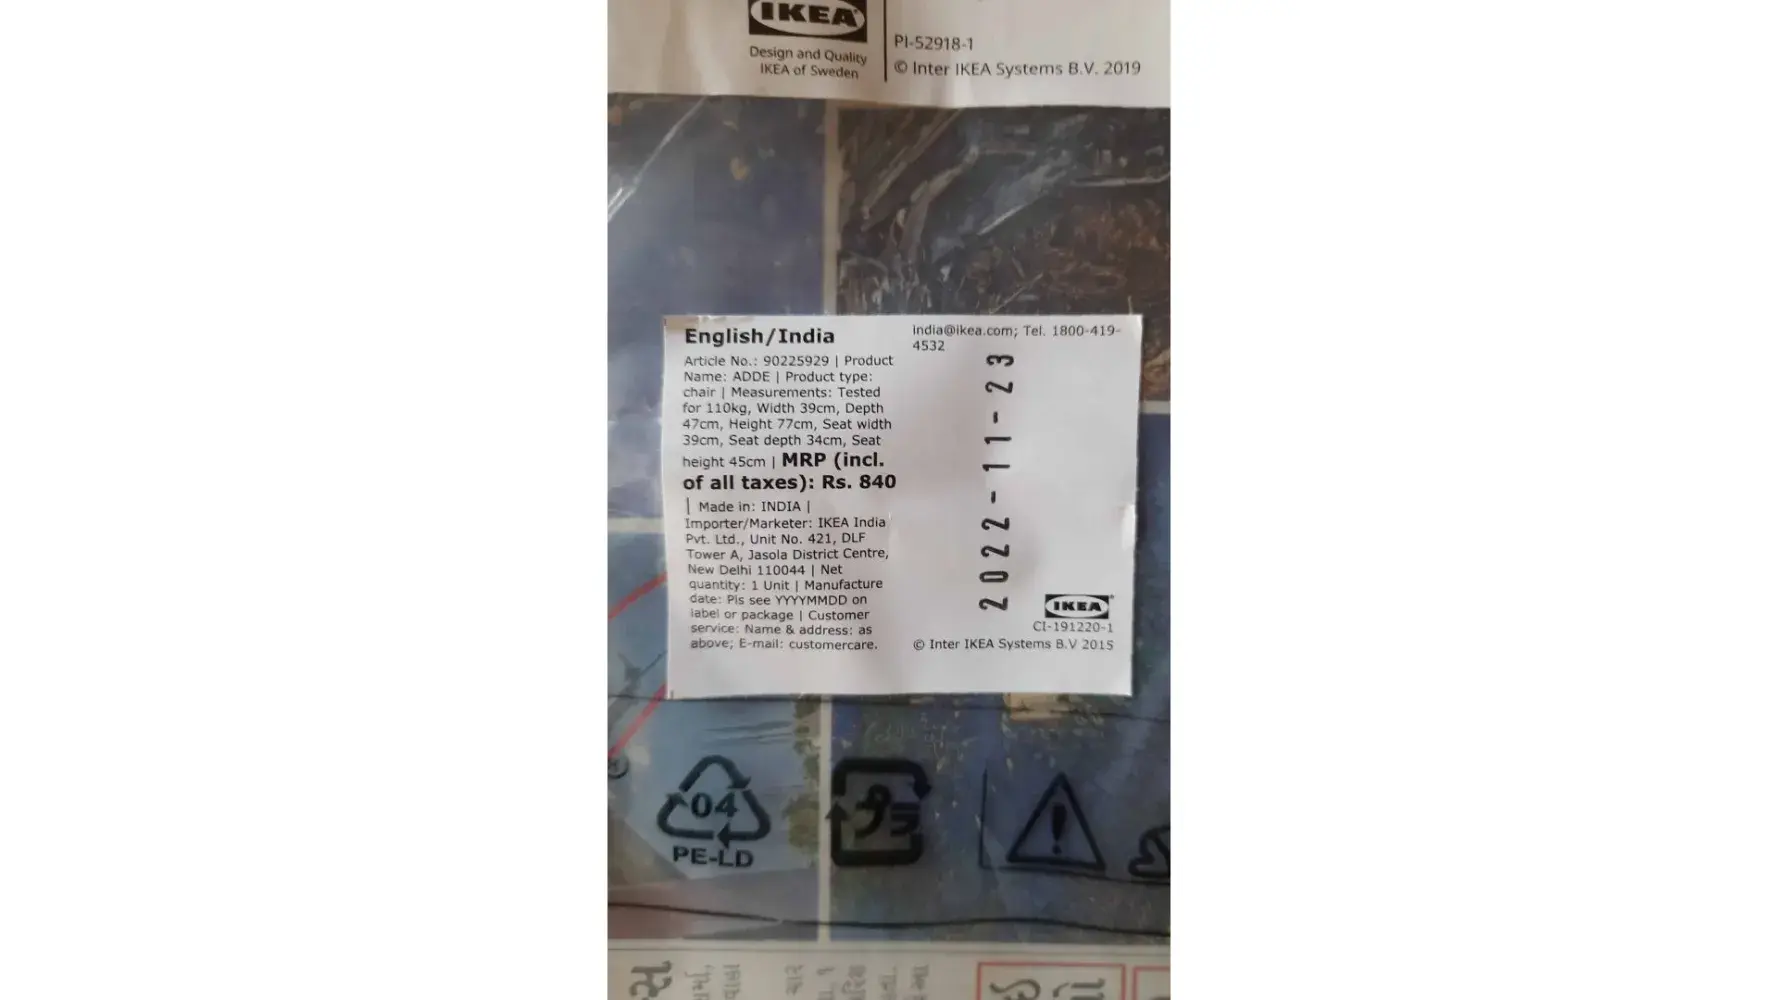 IKEA
Design and Quality
IKEA of Sweden
PI-52918-1
© Inter IKEA Systems B.V. 2019
English/India
Article No.: 90225929 | Product
Name: ADDE | Product type:
chair | Measurements: Tested
for 110kg, Width 39cm, Depth
47cm, Height 77cm, Seat width
39cm, Seat depth 34cm, Seat
height 45cm | MRP (incl.
of all taxes): Rs. 840
| Made in: INDIA |
Importer/Marketer: IKEA India
Pvt. Ltd., Unit No. 421, DLF
Tower A, Jasola District Centre,
New Delhi 110044 | Net
quantity: 1 Unit | Manufacture
date: Pls see YYYYMMDD on
label or package | Customer
service: Name & address: as
above; E-mail: customercare.
india@ikea.com; Tel. 1800-419-
4532
2022-11-23
IKEA
CI-191220-1
© Inter IKEA Systems B.V 2015
04
PE-LD
プラ